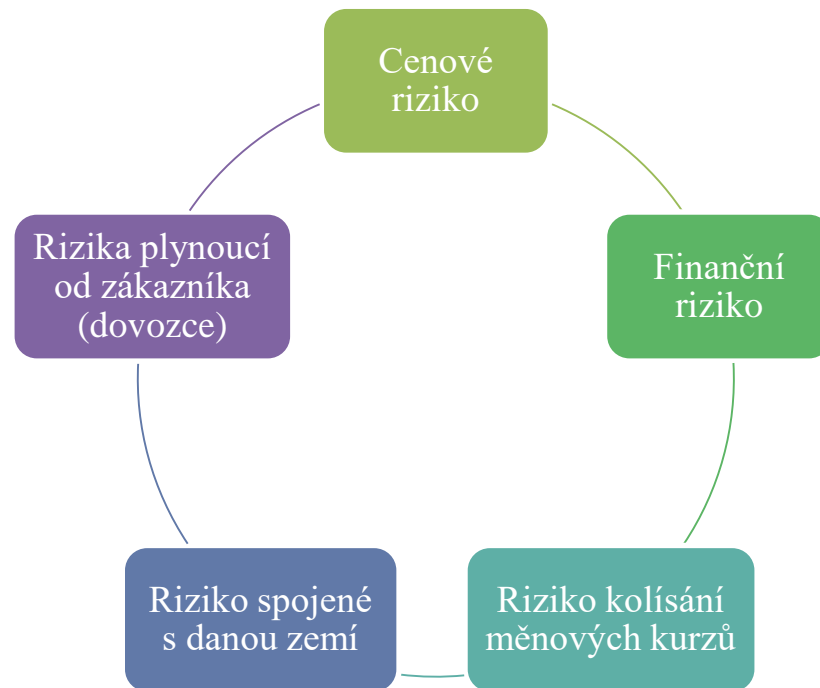 Cenové
riziko
Finanční
riziko
Riziko kolísání
měnových kurzů
Riziko spojené
s danou zemí
Rizika plynoucí
od zákazníka
(dovozce)